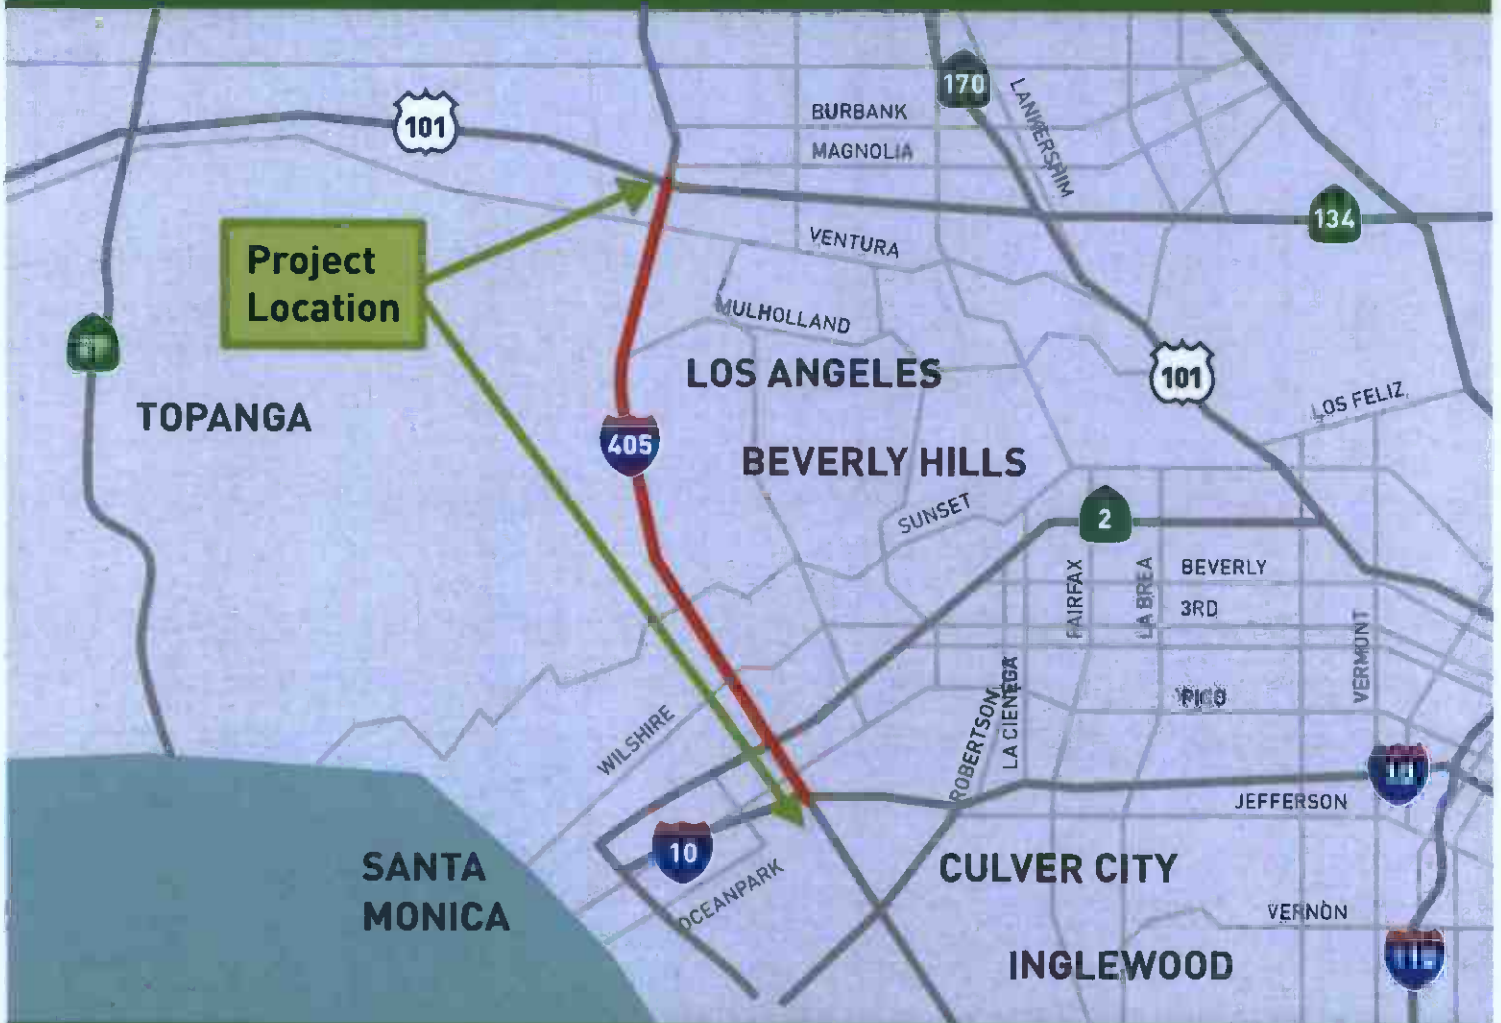 170
LANKERSHIM
BURBANK
101
MAGNOLIA
134
VENTURA
Project
Location
MULHOLLAND
LOS ANGELES
101
LOS FELIZ
TOPANGA
405
BEVERLY HILLS
SUNSET
2
FAIRFAX
LA BREA
BEVERLY
3RD
VERMONT
LA CIENEGA
ROBERTSON
PICO
WILSHIRE
JEFFERSON
10
SANTA
MONICA
OCEANPARK
CULVER CITY
VERNON
INGLEWOOD